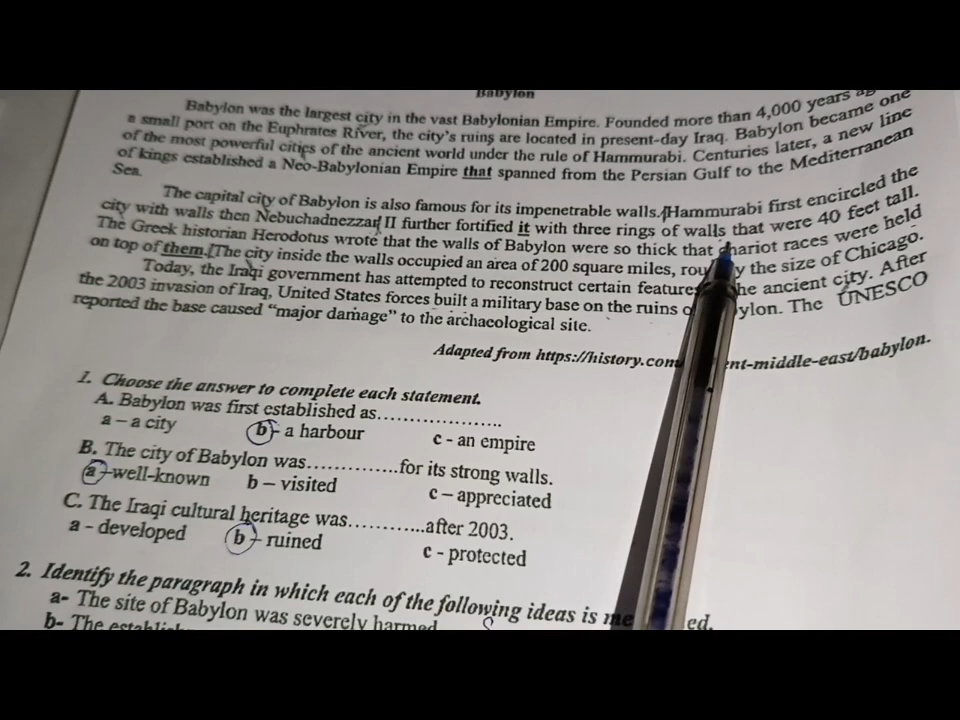 Babylon
Babylon was the largest city in the vast Babylonian Empire. Founded more than 4,000 years
a small port on the Euphrates River, the city's ruins are located in present-day Iraq. Babylon became one
of the most powerful cities of the ancient world under the rule of Hammurabi. Centuries later, a new line
of kings established a Neo-Babylonian Empire that spanned from the Persian Gulf to the Mediterranean
Sea.
The capital city of Babylon is also famous for its impenetrable walls. Hammurabi first encircled the
city with walls then Nebuchadnezzar II further fortified it with three rings of walls that were 40 feet tall.
The Greek historian Herodotus wrote that the walls of Babylon were so thick that chariot races were held
on top of them. The city inside the walls occupied an area of 200 square miles, rou y the size of Chicago.
Today, the Iraqi government has attempted to reconstruct certain features he ancient city. After
the 2003 invasion of Iraq, United States forces built a military base on the ruins o ylon. The UNESCO
reported the base caused "major damage" to the archaeological site.
Adapted from https://history.com nt-middle-east/babylon.
1. Choose the answer to complete each statement.
A. Babylon was first established as....................
a – a city b – a harbour c - an empire
B. The city of Babylon was..............for its strong walls.
a – well-known b – visited c – appreciated
C. The Iraqi cultural heritage was............after 2003.
a - developed b – ruined c - protected
2. Identify the paragraph in which each of the following ideas is me ed.
a- The site of Babylon was severely harmed
b- The